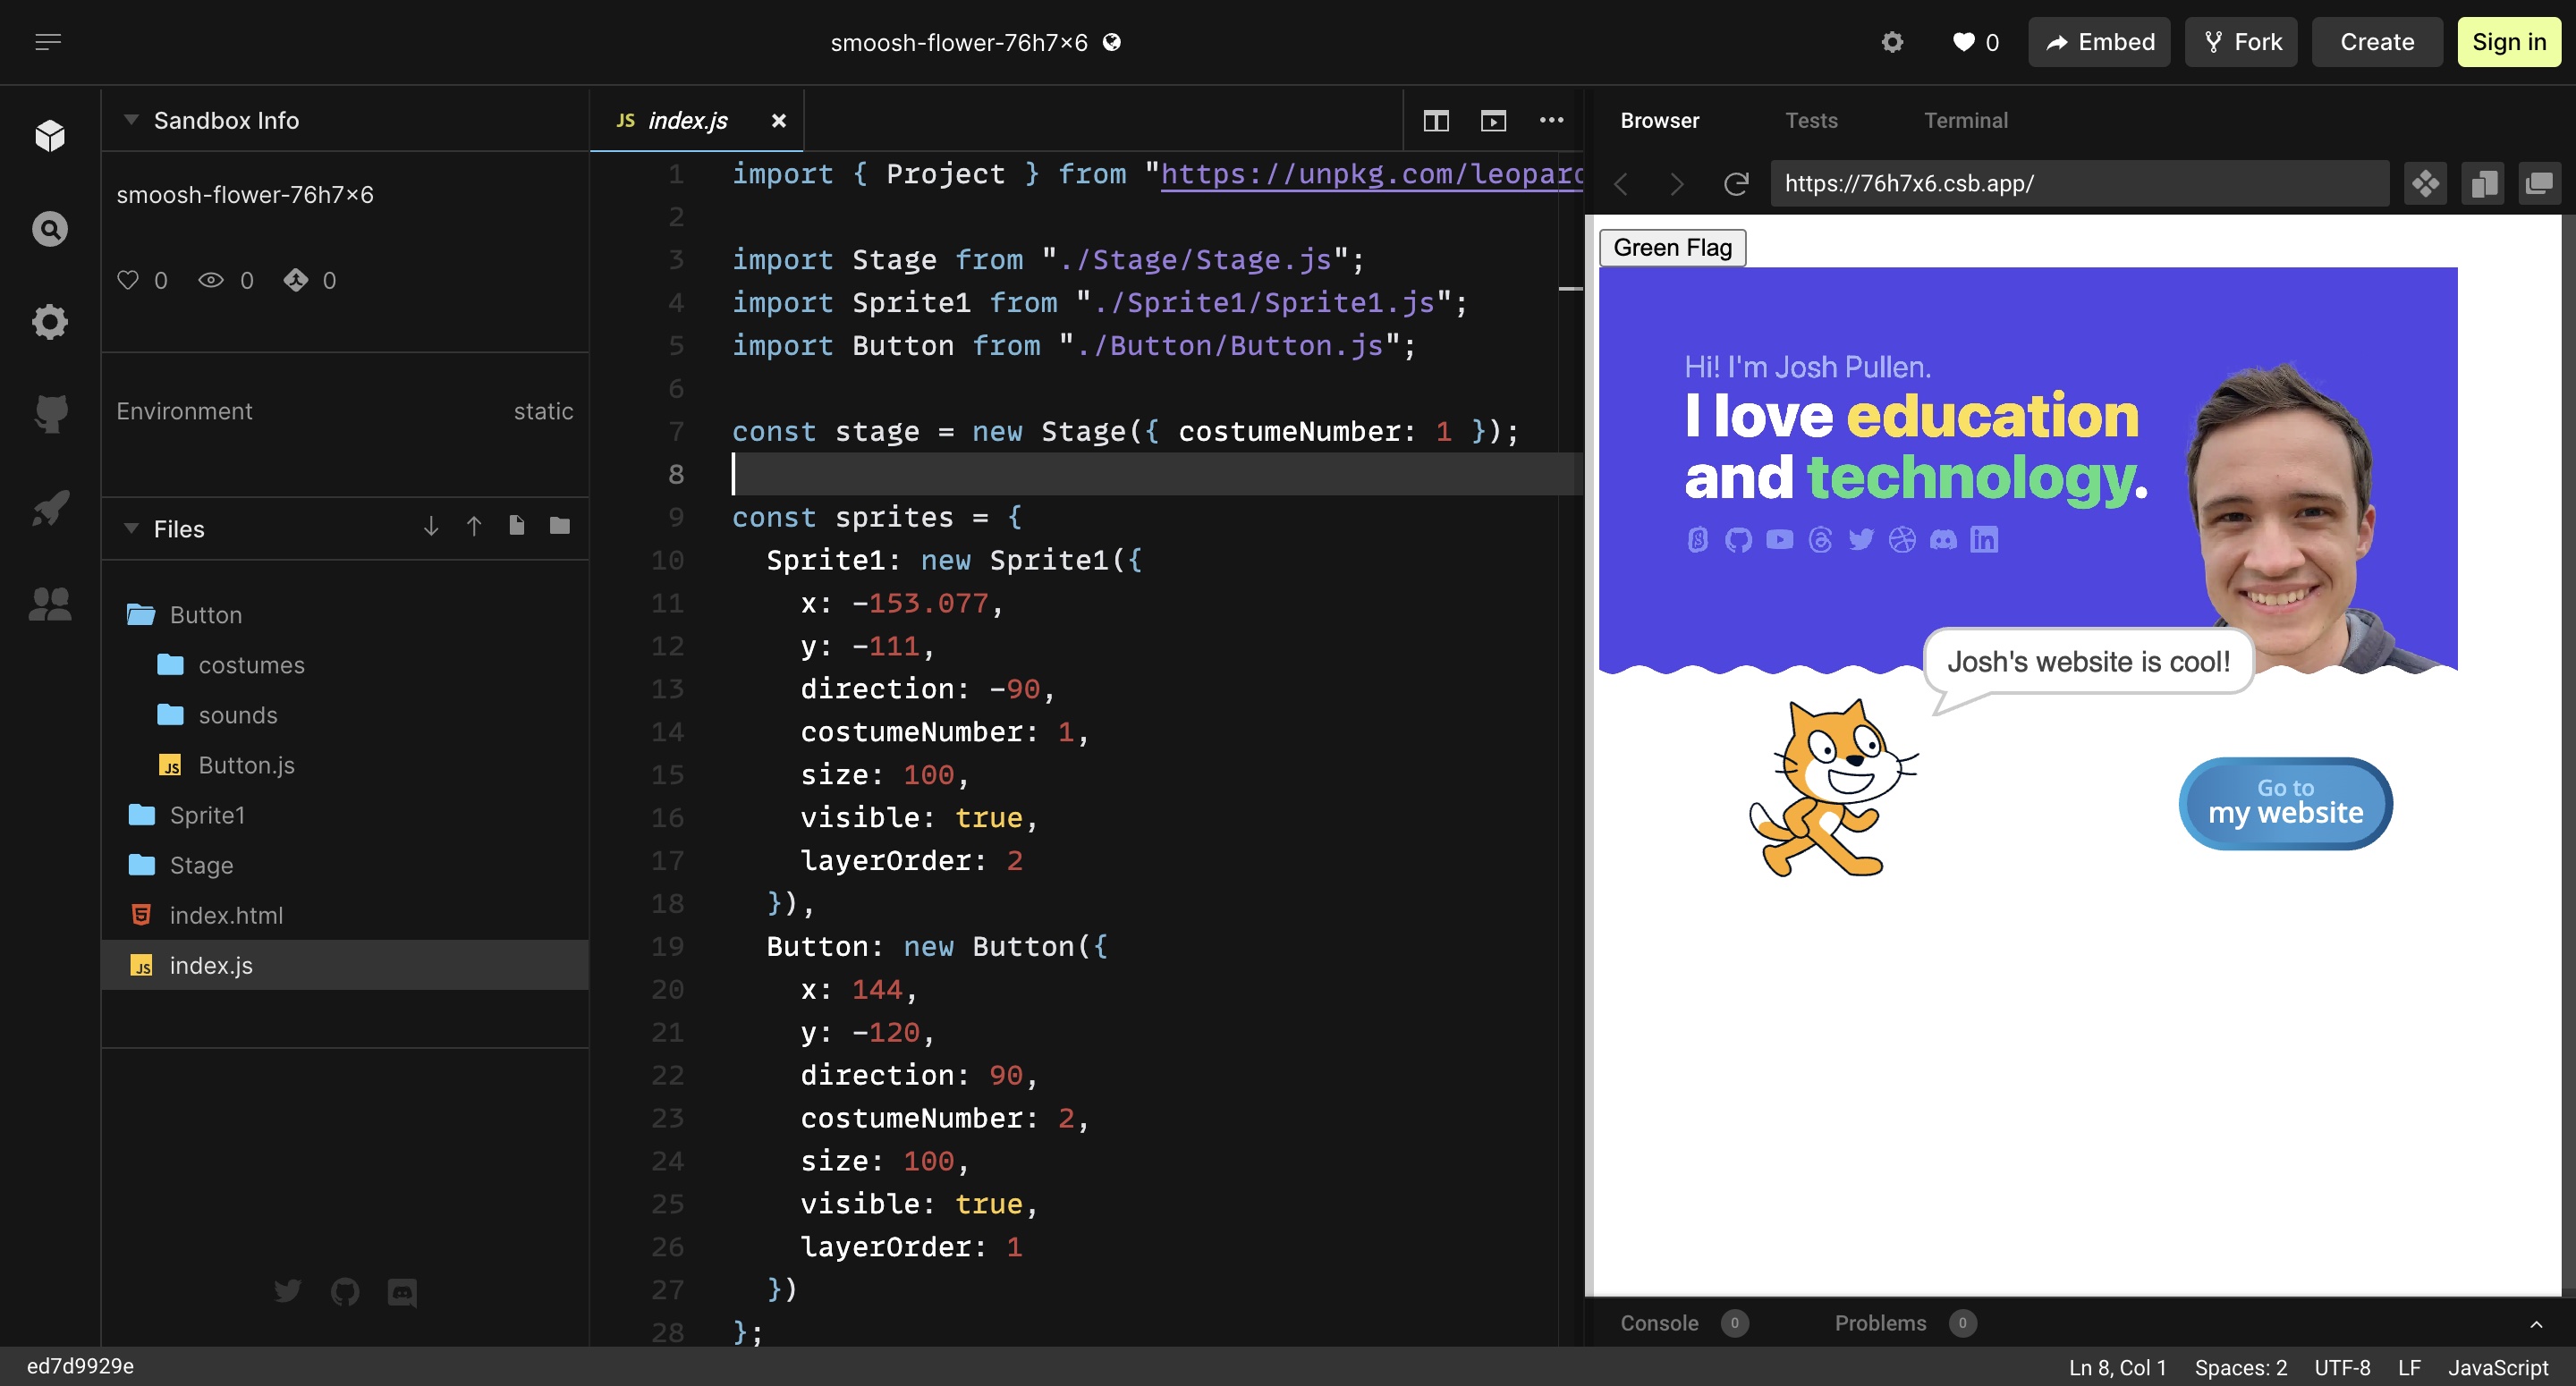 smoosh-flower-76h7x6
0
Embed
Fork
Create
Sign in
Sandbox Info
smoosh-flower-76h7x6
0 0 0
Environment static
Files
Button
costumes
sounds
JS Button.js
Sprite1
Stage
index.html
JS index.js
JS index.js
1 import { Project } from "https://unpkg.com/leopard
2
3 import Stage from "./Stage/Stage.js";
4 import Sprite1 from "./Sprite1/Sprite1.js";
5 import Button from "./Button/Button.js";
6
7 const stage = new Stage({ costumeNumber: 1 });
8
9 const sprites = {
10 Sprite1: new Sprite1({
11 x: -153.077,
12 y: -111,
13 direction: -90,
14 costumeNumber: 1,
15 size: 100,
16 visible: true,
17 layerOrder: 2
18 }),
19 Button: new Button({
20 x: 144,
21 y: -120,
22 direction: 90,
23 costumeNumber: 2,
24 size: 100,
25 visible: true,
26 layerOrder: 1
27 })
28 };
Browser Tests Terminal
https://76h7x6.csb.app/
Green Flag
Hi! I'm Josh Pullen.
I love education
and technology.
in
Josh's website is cool!
Go to
my website
Console 0 Problems 0
ed7d9929e
Ln 8, Col 1 Spaces: 2 UTF-8 LF JavaScript